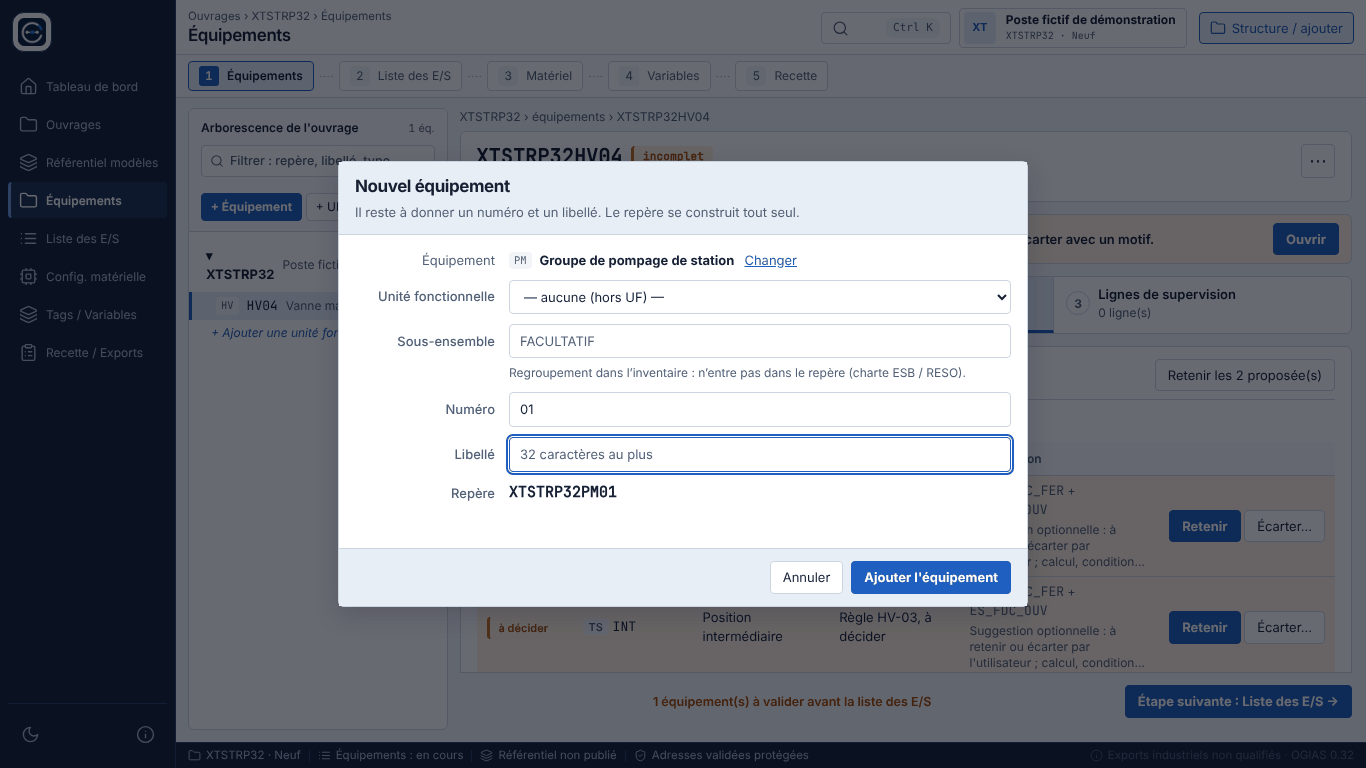 Ouvrages › XTSTRP32 › Équipements
Équipements
Ctrl K
XT
Poste fictif de démonstration
XTSTRP32 · Neuf
Structure / ajouter
Tableau de bord
Ouvrages
Référentiel modèles
Équipements
Liste des E/S
Config. matérielle
Tags / Variables
Recette / Exports
1 Équipements
2 Liste des E/S
3 Matériel
4 Variables
5 Recette
Arborescence de l'ouvrage
1 éq.
Filtrer : repère, libellé, type
+ Équipement
▼ XTSTRP32
HV HV04
+ Ajouter une unité
XTSTRP32 › équipements › XTSTRP32HV04
XTSTRP32HV04
incomplet
···
avec un motif.
Ouvrir
3 Lignes de supervision
0 ligne(s)
Retenir les 2 proposée(s)
Nouvel équipement
Il reste à donner un numéro et un libellé. Le repère se construit tout seul.
Équipement PM Groupe de pompage de station Changer
Unité fonctionnelle — aucune (hors UF) —
Sous-ensemble FACULTATIF
Regroupement dans l’inventaire : n’entre pas dans le repère (charte ESB / RESO).
Numéro 01
Libellé 32 caractères au plus
Repère XTSTRP32PM01
Annuler
Ajouter l'équipement
Retenir
Écarter...
à décider
TS INT
Position
intermédiaire
Règle HV-03, à
décider
ES_FDC_OUV
Suggestion optionnelle : à
retenir ou écarter par
l'utilisateur ; calcul, condition...
Retenir
Écarter...
1 équipement(s) à valider avant la liste des E/S
Étape suivante : Liste des E/S →
XTSTRP32 · Neuf
Équipements : en cours
Référentiel non publié
Adresses validées protégées
Exports industriels non qualifiés · OGIAS 0.32